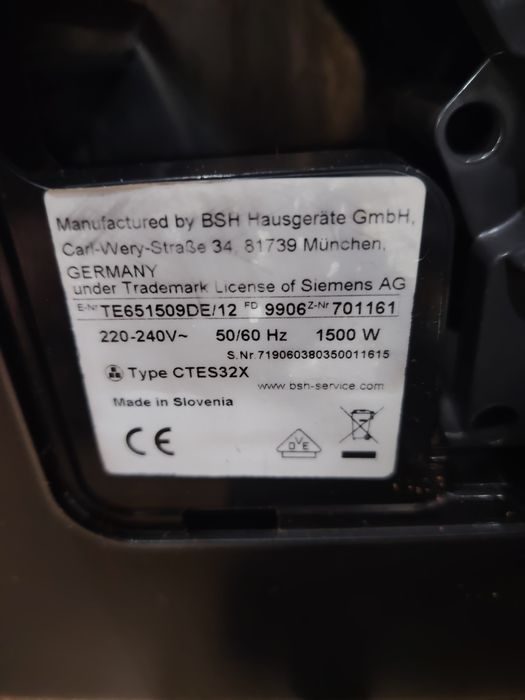 Manufactured by BSH Hausgeräte GmbH,
Carl-Wery-Straße 34, 81739 München,
GERMANY
under Trademark License of Siemens AG
E-Nr TE651509DE/12 FD 9906 Z-Nr 701161
220-240V~ 50/60 Hz 1500 W
S.Nr.719060380350011615
Type CTES32X
www.bsh-service.com
Made in Slovenia
CE
DVE